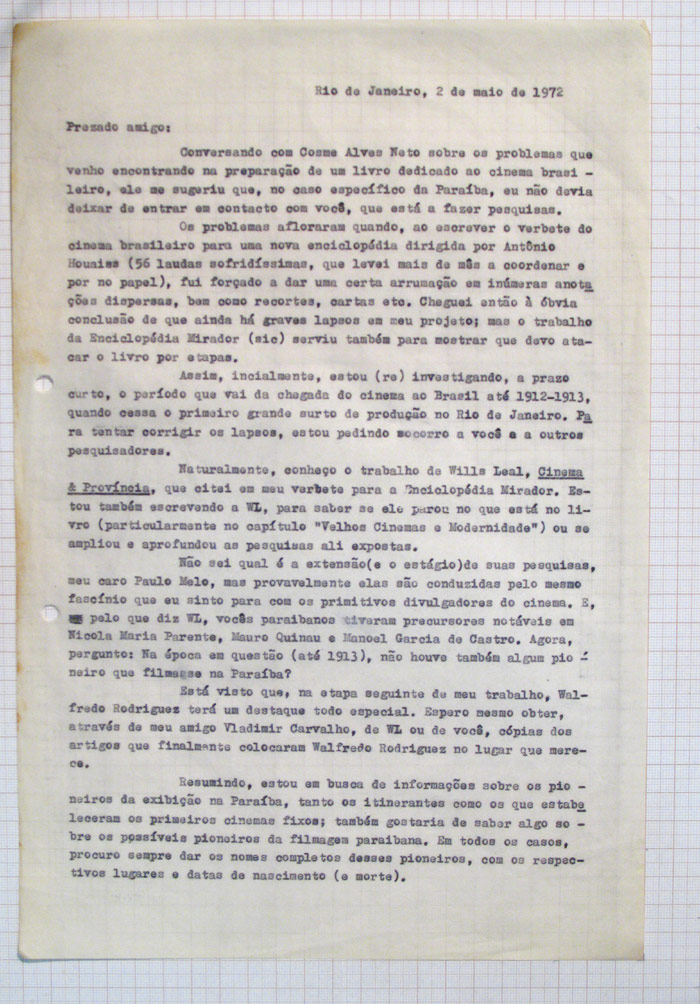 Rio de Janeiro, 2 de maio de 1972
Prezado amigo:
Conversando com Cosme Alves Neto sobre os problemas que
venho encontrando na preparação de um livro dedicado ao cinema brasi -
leiro, ele me sugeriu que, no caso específico da Paraíba, eu não devia
deixar de entrar em contacto com você, que está a fazer pesquisas.
Os problemas afloraram quando, ao escrever o verbete do
cinema brasileiro para uma nova enciclopédia dirigida por Antônio
Houaiss (56 laudas sofridíssimas, que levei mais de mês a coordenar e
por no papel), fui forçado a dar uma certa arrumação em inúmeras anota
ções dispersas, bem como recortes, cartas etc. Cheguei então à óbvia
conclusão de que ainda há graves lapsos em meu projeto; mas o trabalho
da Enciclopédia Mirador (sic) serviu também para mostrar que devo ata-
car o livro por etapas.
Assim, incialmente, estou (re) investigando, a prazo
curto, o período que vai da chegada do cinema ao Brasil até 1912-1913,
quando cessa o primeiro grande surto de produção no Rio de Janeiro. Pa
ra tentar corrigir os lapsos, estou pedindo socorro a você e a outros
pesquisadores.
Naturalmente, conheço o trabalho de Wills Leal, Cinema
& Província, que citei em meu verbete para a Enciclopédia Mirador. Es-
tou também escrevendo a WL, para saber se ele parou no que está no li-
vro (particularmente no capítulo "Velhos Cinemas e Modernidade") ou se
ampliou e aprofundou as pesquisas ali expostas.
Não sei qual é a extensão(e o estágio)de suas pesquisas,
meu caro Paulo Melo, mas provavelmente elas são conduzidas pelo mesmo
fascínio que eu sinto para com os primitivos divulgadores do cinema. E,
pelo que diz WL, vocês paraibanos tiveram precursores notáveis em
Nicola Maria Parente, Mauro Quinau e Manoel Garcia de Castro. Agora,
pergunto: Na época em questão (até 1913), não houve também algum pio -
neiro que filmasse na Paraíba?
Está visto que, na etapa seguinte de meu trabalho, Wal-
fredo Rodriguez terá um destaque todo especial. Espero mesmo obter,
através de meu amigo Vladimir Carvalho, de WL ou de você, cópias dos
artigos que finalmente colocaram Walfredo Rodriguez no lugar que mere-
ce.
Resumindo, estou em busca de informações sobre os pio -
neiros da exibição na Paraíba, tanto os itinerantes como os que estabe
leceram os primeiros cinemas fixos; também gostaria de saber algo so -
bre os possíveis pioneiros da filmagem paraibana. Em todos os casos,
procuro sempre dar os nomes completos desses pioneiros, com os respec-
tivos lugares e datas de nascimento (e morte).